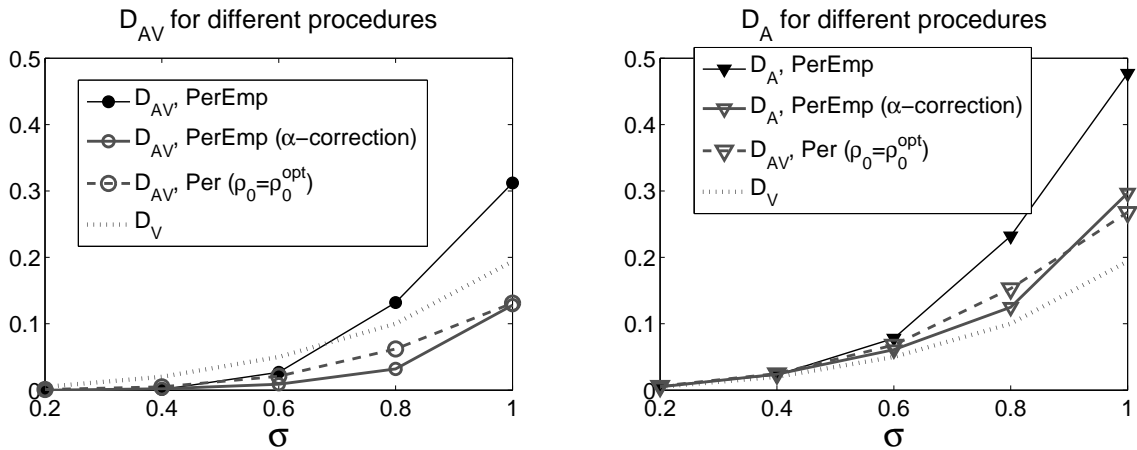 D_AV for different procedures
0.5
0.4
0.3
0.2
0.1
0
0.2 0.4 0.6 0.8 1
σ
D_AV, PerEmp
D_AV, PerEmp (α−correction)
D_AV, Per (ρ_0=ρ_0^opt)
D_V
D_A for different procedures
0.5
0.4
0.3
0.2
0.1
0
0.2 0.4 0.6 0.8 1
σ
D_A, PerEmp
D_A, PerEmp (α−correction)
D_AV, Per (ρ_0=ρ_0^opt)
D_V